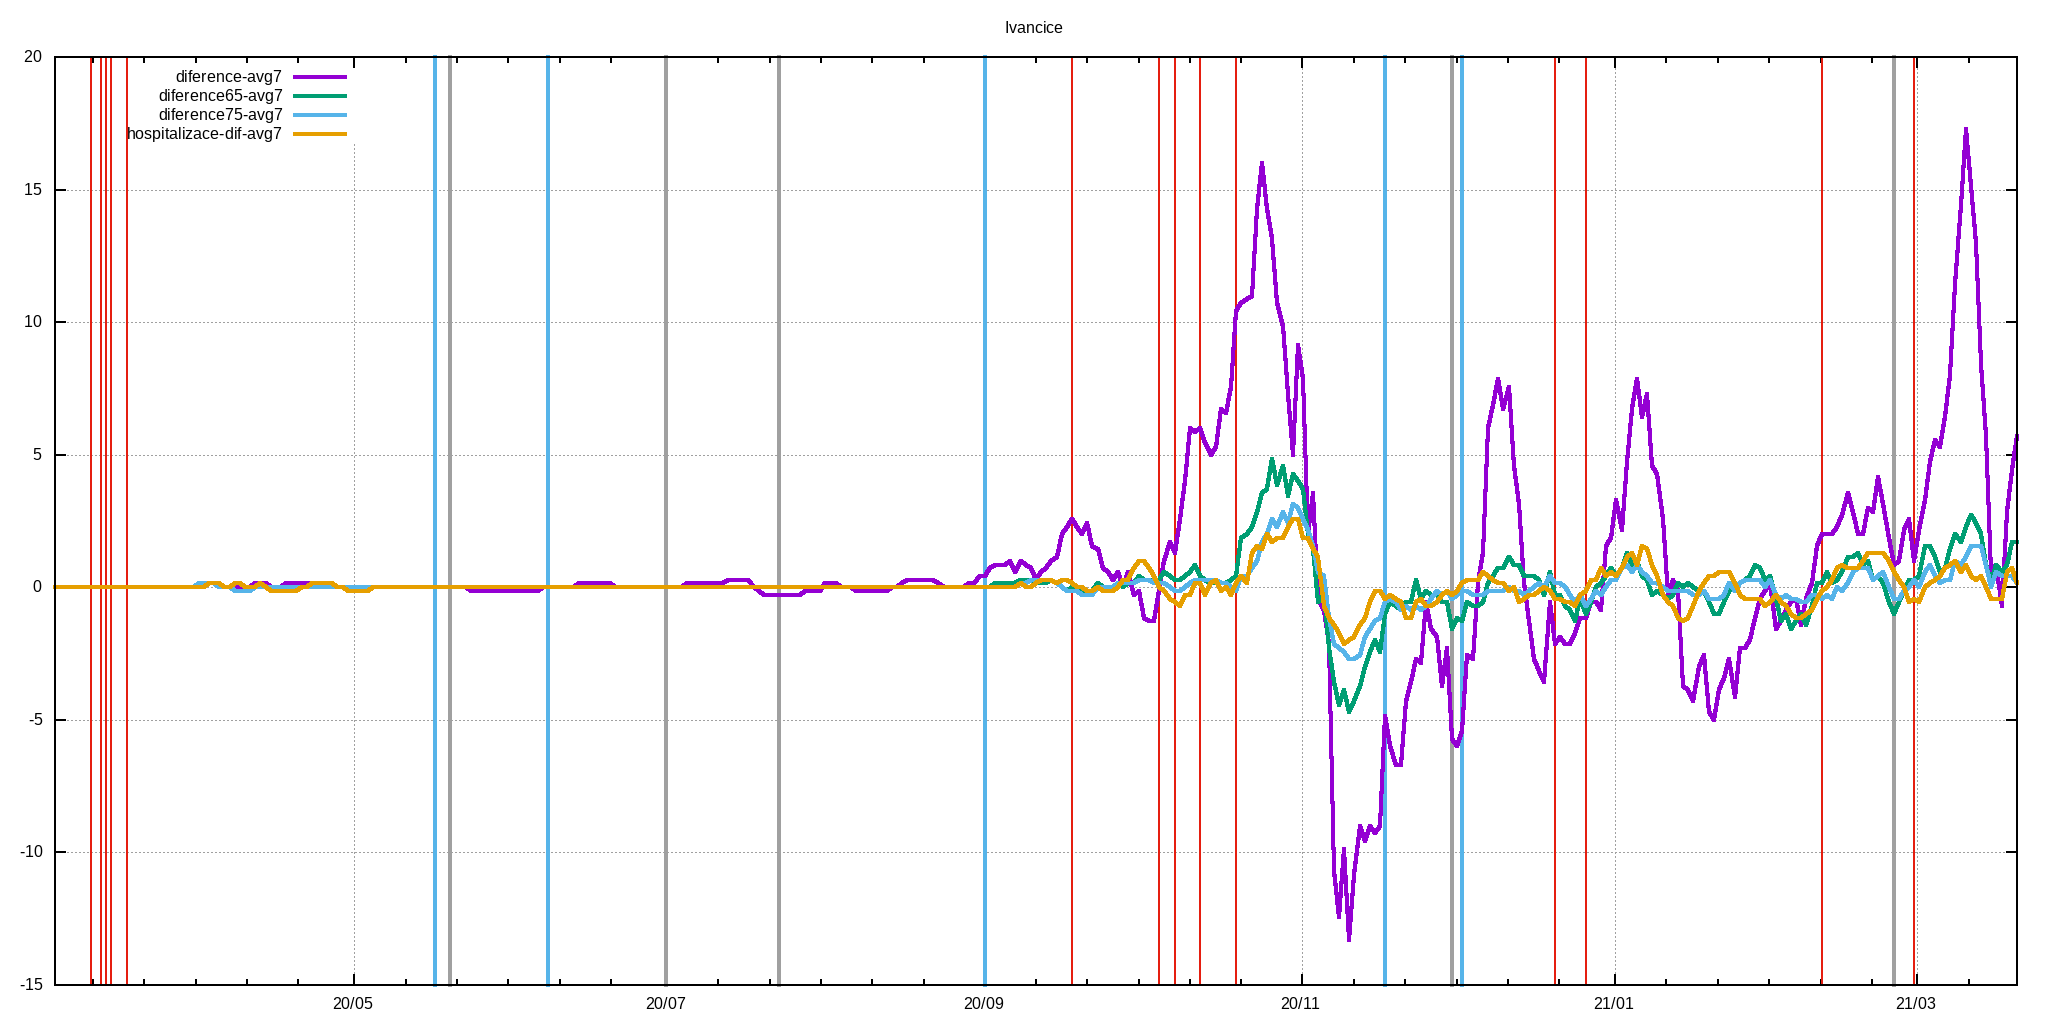 Ivancice
20
diference-avg7
diference65-avg7
diference75-avg7
hospitalizace-dif-avg7
15
10
5
0
-5
-10
-15
20/05
20/07
20/09
20/11
21/01
21/03